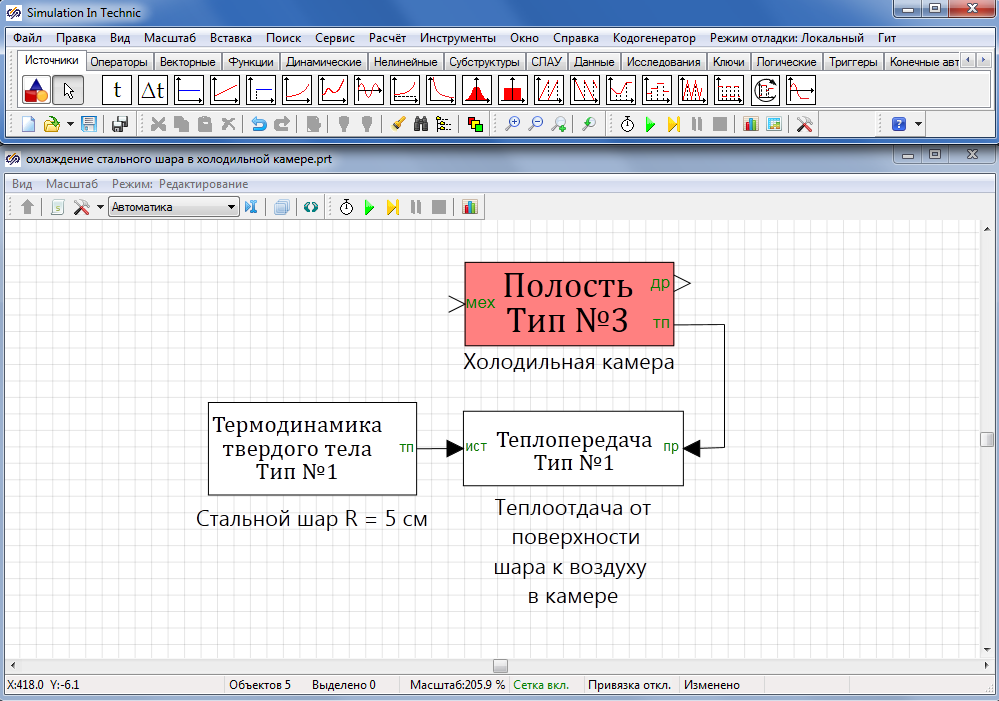 Simulation In Technic
Файл Правка Вид Масштаб Вставка Поиск Сервис Расчёт Инструменты Окно Справка Кодогенератор Режим отладки: Локальный Гит
Источники Операторы Векторные Функции Динамические Нелинейные Субструктуры СПАУ Данные Исследования Ключи Логические Триггеры Конечные авт
t Δt
охлаждение стального шара в холодильной камере.prt
Вид Масштаб Режим: Редактирование
Автоматика
Полость
Тип №3
мех
др
тп
Холодильная камера
Термодинамика
твердого тела
Тип №1
тп
Стальной шар R = 5 см
ист
Теплопередача
Тип №1
пр
Теплоотдача от
поверхности
шара к воздуху
в камере
X:418.0 Y:-6.1 Объектов 5 Выделено 0 Масштаб:205.9 % Сетка вкл. Привязка откл. Изменено